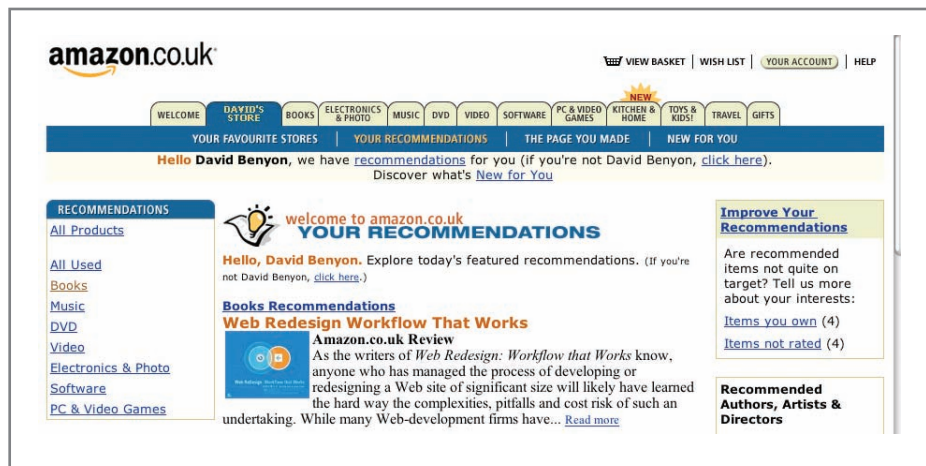 amazon.co.uk
VIEW BASKET | WISH LIST | YOUR ACCOUNT | HELP
NEW
WELCOME DAVID'S STORE BOOKS ELECTRONICS & PHOTO MUSIC DVD VIDEO SOFTWARE PC & VIDEO GAMES KITCHEN & HOME TOYS & KIDS! TRAVEL GIFTS
YOUR FAVOURITE STORES | YOUR RECOMMENDATIONS | THE PAGE YOU MADE | NEW FOR YOU
Hello David Benyon, we have recommendations for you (if you're not David Benyon, click here).
Discover what's New for You
RECOMMENDATIONS
All Products
All Used
Books
Music
DVD
Video
Electronics & Photo
Software
PC & Video Games
welcome to amazon.co.uk
YOUR RECOMMENDATIONS
Hello, David Benyon. Explore today's featured recommendations. (If you're
not David Benyon, click here.)
Books Recommendations
Web Redesign Workflow That Works
Amazon.co.uk Review
As the writers of Web Redesign: Workflow that Works know,
anyone who has managed the process of developing or
redesigning a Web site of significant size will likely have learned
the hard way the complexities, pitfalls and cost risk of such an
undertaking. While many Web-development firms have... Read more
Improve Your
Recommendations
Are recommended
items not quite on
target? Tell us more
about your interests:
Items you own (4)
Items not rated (4)
Recommended
Authors, Artists &
Directors